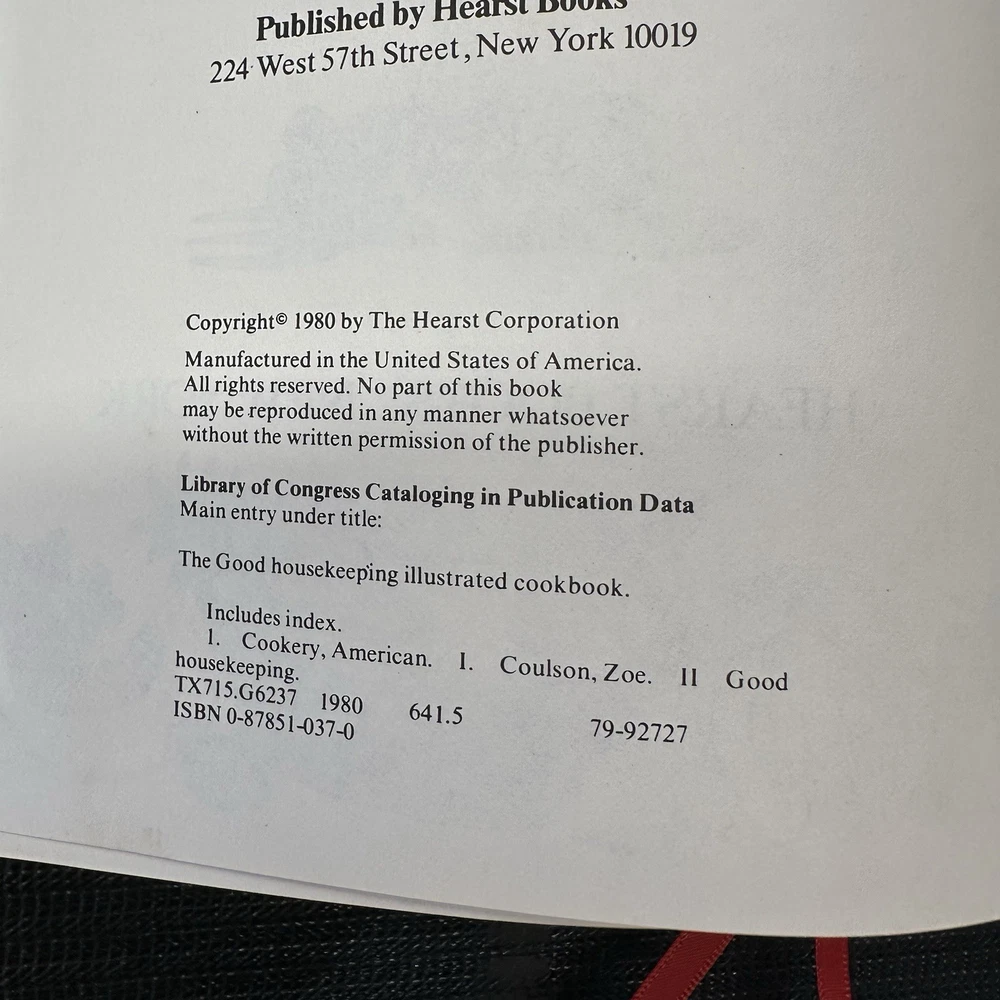 Published by Hearst Books
224 West 57th Street, New York 10019
Copyright© 1980 by The Hearst Corporation
Manufactured in the United States of America.
All rights reserved. No part of this book
may be reproduced in any manner whatsoever
without the written permission of the publisher.
Library of Congress Cataloging in Publication Data
Main entry under title:
The Good housekeeping illustrated cookbook.
Includes index.
1. Cookery, American. I. Coulson, Zoe. II Good
housekeeping.
TX715.G6237 1980 641.5 79-92727
ISBN 0-87851-037-0